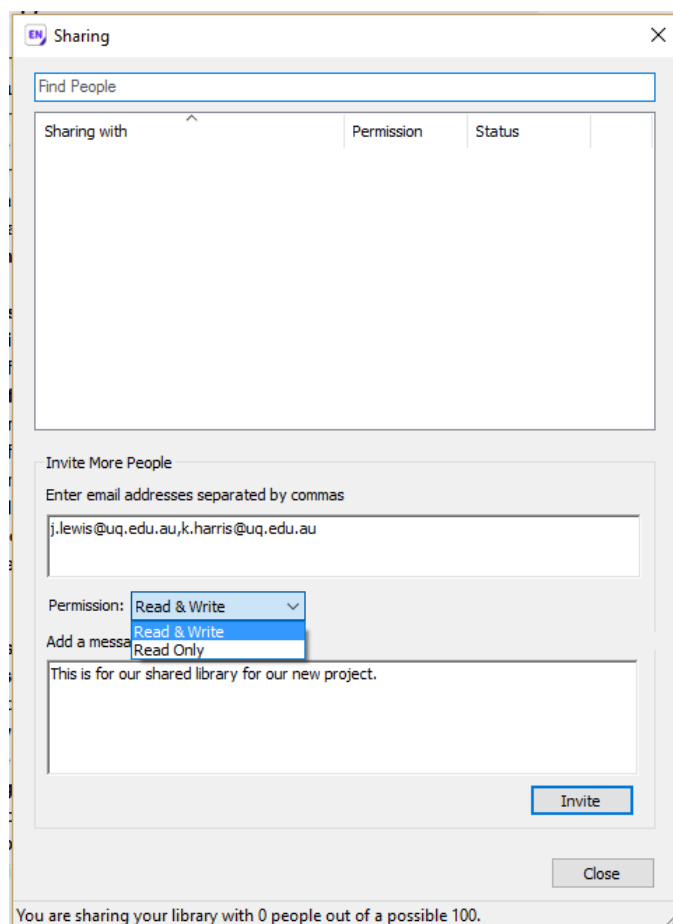 EN Sharing
Find People
Sharing with Permission Status
Invite More People
Enter email addresses separated by commas
j.lewis@uq.edu.au,k.harris@uq.edu.au
Permission: Read & Write
Read & Write
Add a messa
Read Only
This is for our shared library for our new project.
Invite
Close
You are sharing your library with 0 people out of a possible 100.